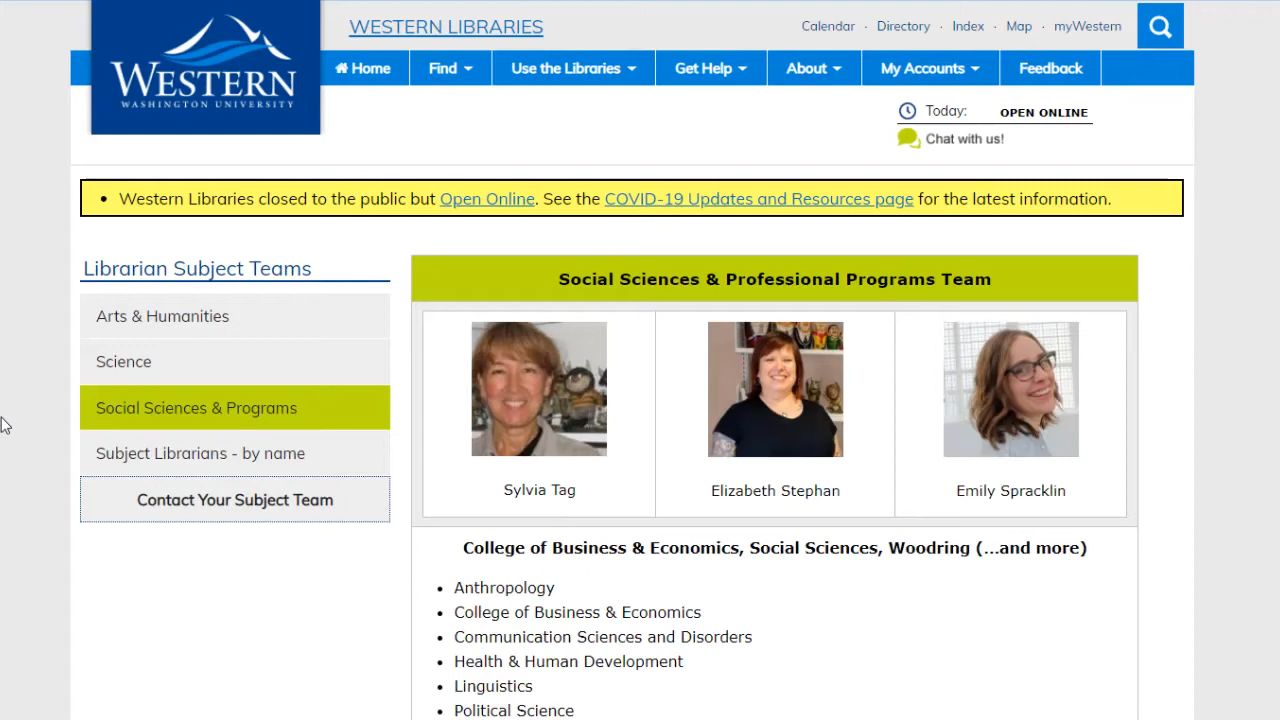 WESTERN LIBRARIES
Calendar · Directory · Index · Map · myWestern
WESTERN
WASHINGTON UNIVERSITY
Home Find Use the Libraries Get Help About My Accounts Feedback
Today: OPEN ONLINE
Chat with us!
• Western Libraries closed to the public but Open Online. See the COVID-19 Updates and Resources page for the latest information.
Librarian Subject Teams
Arts & Humanities
Science
Social Sciences & Programs
Subject Librarians - by name
Contact Your Subject Team
Social Sciences & Professional Programs Team
Sylvia Tag
Elizabeth Stephan
Emily Spracklin
College of Business & Economics, Social Sciences, Woodring (...and more)
• Anthropology
• College of Business & Economics
• Communication Sciences and Disorders
• Health & Human Development
• Linguistics
• Political Science